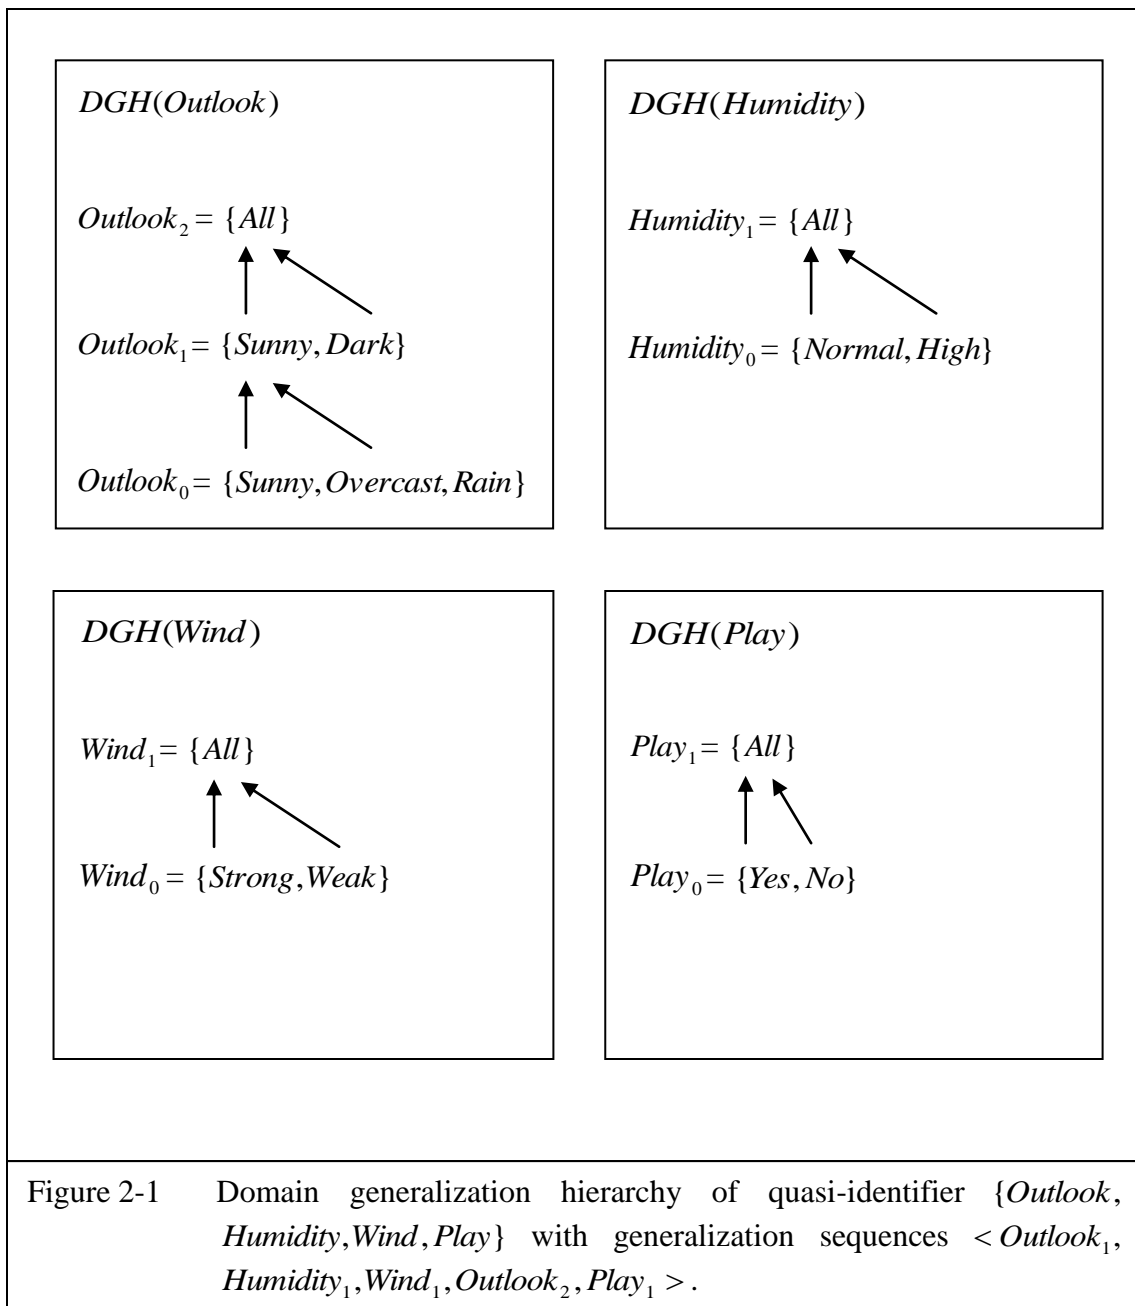 DGH(Outlook)
Outlook₂ = {All}
Outlook₁ = {Sunny, Dark}
Outlook₀ = {Sunny, Overcast, Rain}
DGH(Humidity)
Humidity₁ = {All}
Humidity₀ = {Normal, High}
DGH(Wind)
Wind₁ = {All}
Wind₀ = {Strong, Weak}
DGH(Play)
Play₁ = {All}
Play₀ = {Yes, No}
Figure 2-1 Domain generalization hierarchy of quasi-identifier {Outlook,
Humidity, Wind, Play} with generalization sequences < Outlook₁,
Humidity₁, Wind₁, Outlook₂, Play₁ >.